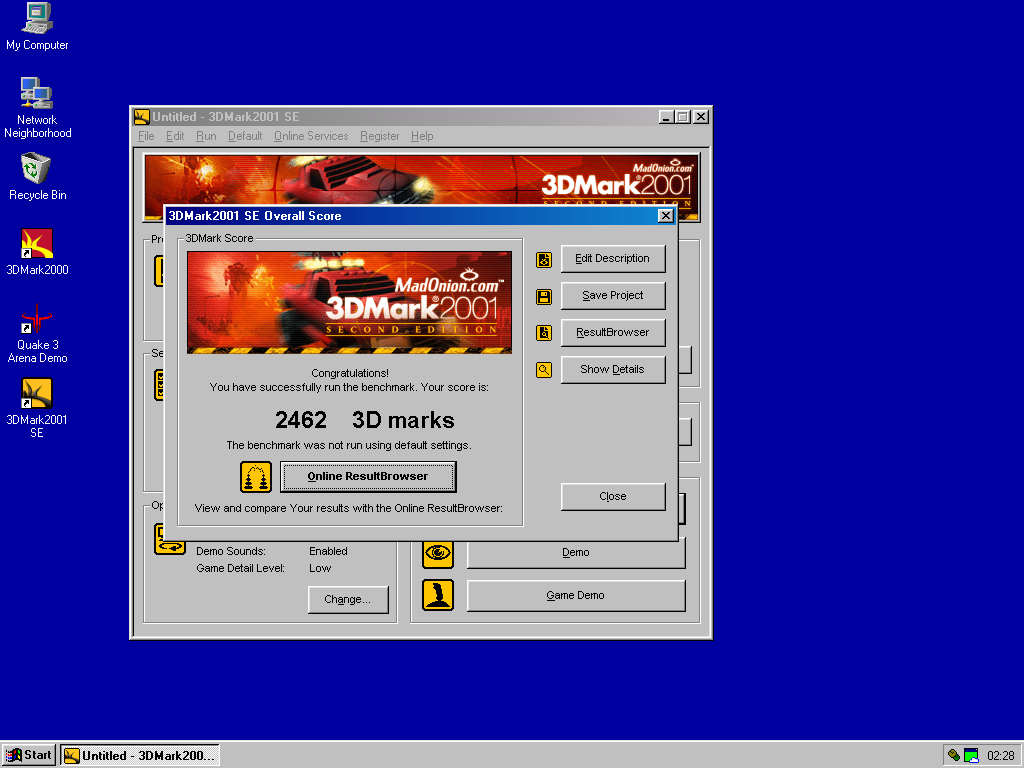 My Computer
Network
Neighborhood
Recycle Bin
3DMark2000
Quake 3
Arena Demo
3DMark2001
SE
Untitled - 3DMark2001 SE
File Edit Run Default Online Services Register Help
MadOnion.com™
3DMark2001
SECOND EDITION
3DMark2001 SE Overall Score
3DMark Score
MadOnion.com™
3DMark2001
SECOND EDITION
Congratulations!
You have successfully run the benchmark. Your score is:
2462 3D marks
The benchmark was not run using default settings.
Online ResultBrowser
View and compare Your results with the Online ResultBrowser:
Edit Description
Save Project
ResultBrowser
Show Details
Close
Demo Sounds: Enabled
Game Detail Level: Low
Change...
Demo
Game Demo
Start
Untitled - 3DMark200...
02:28